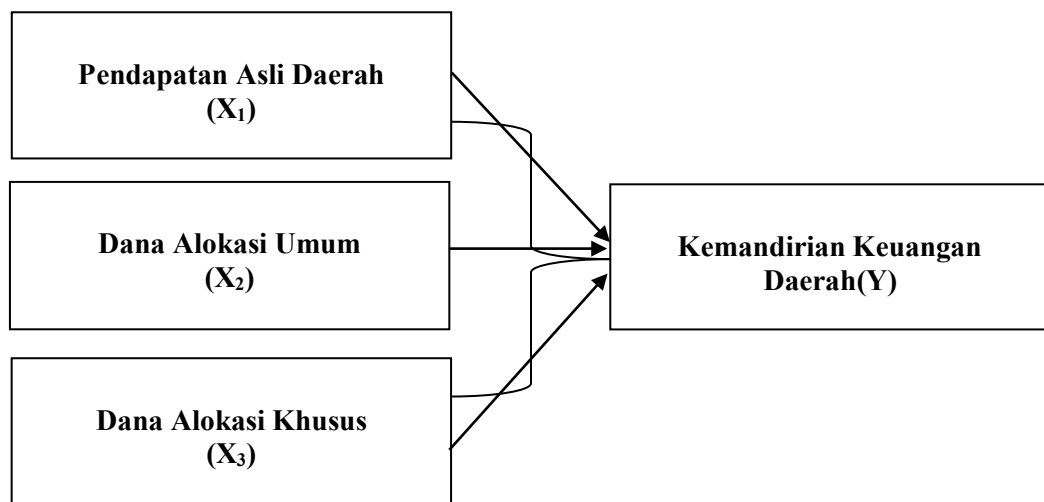 Pendapatan Asli Daerah
(X₁)
Dana Alokasi Umum
(X₂)
Dana Alokasi Khusus
(X₃)
Kemandirian Keuangan
Daerah(Y)